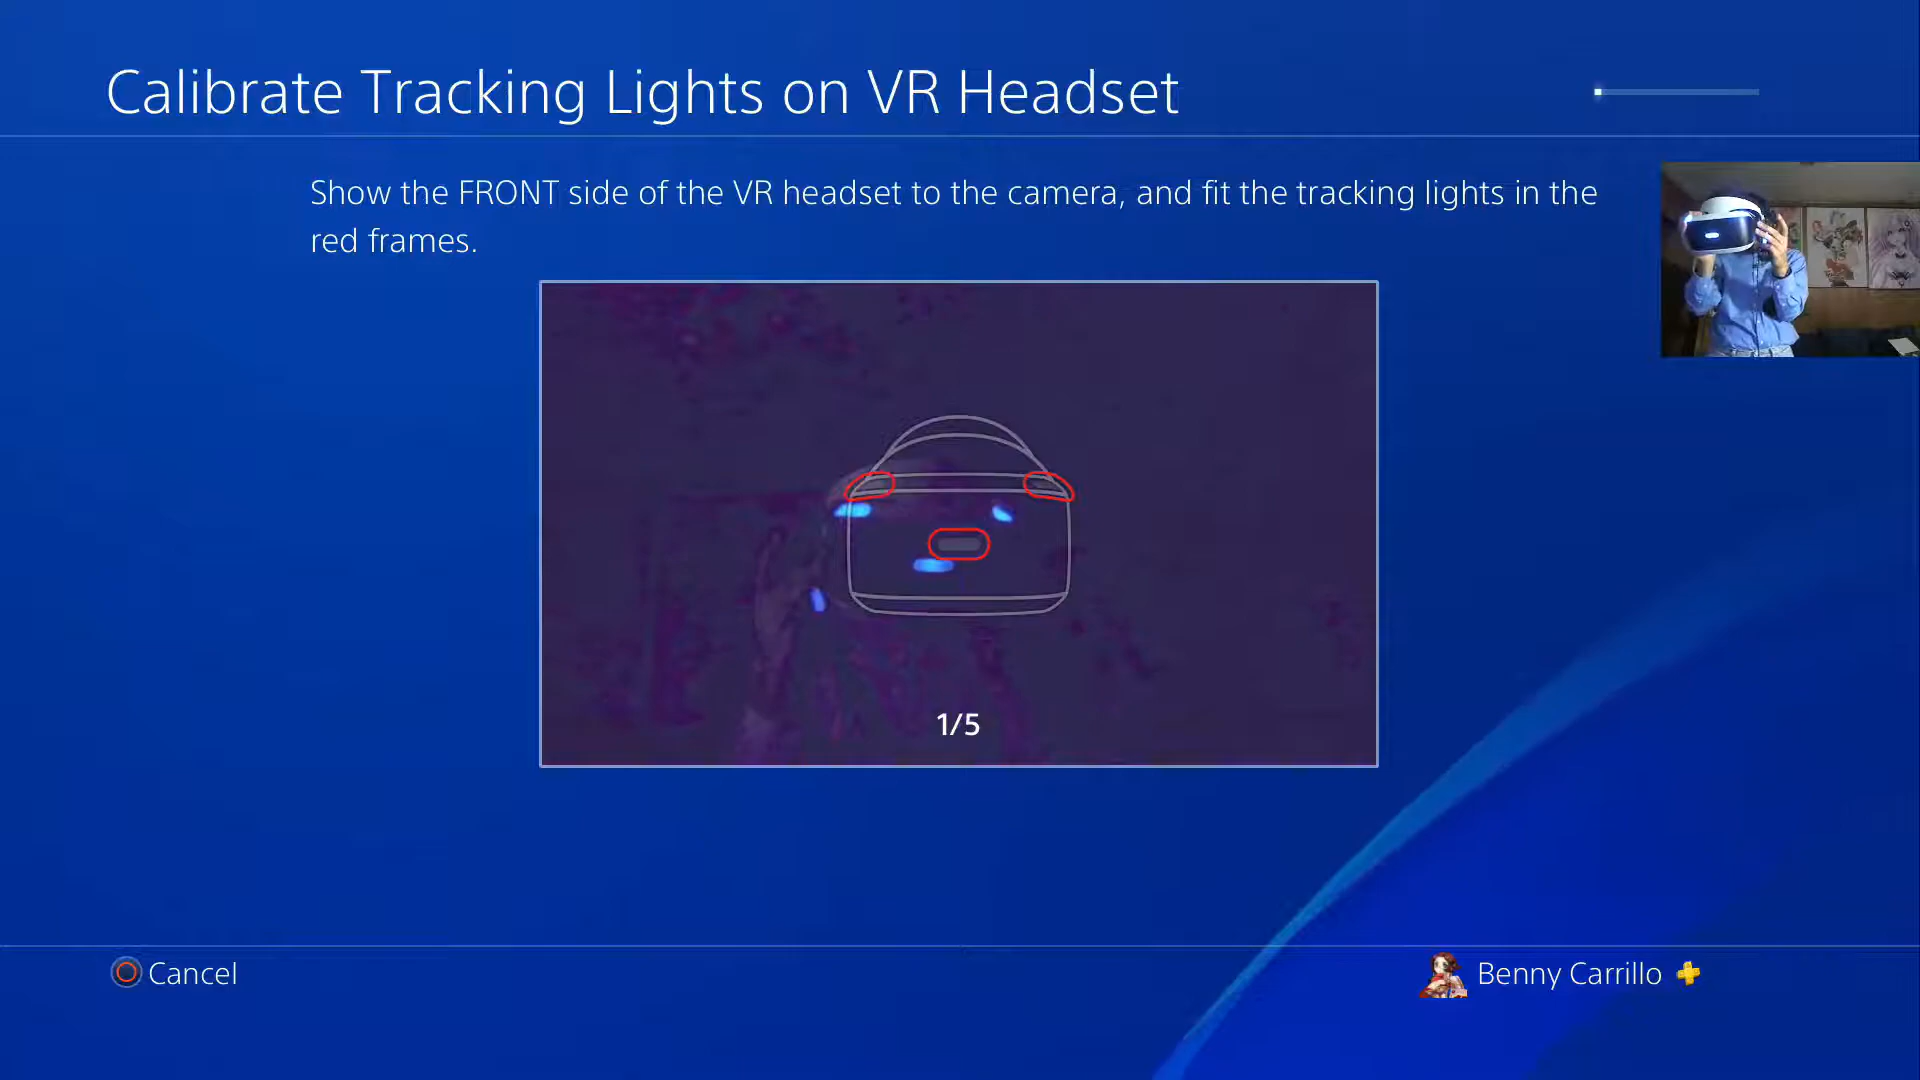 Calibrate Tracking Lights on VR Headset
Show the FRONT side of the VR headset to the camera, and fit the tracking lights in the
red frames.
1/5
Cancel
Benny Carrillo